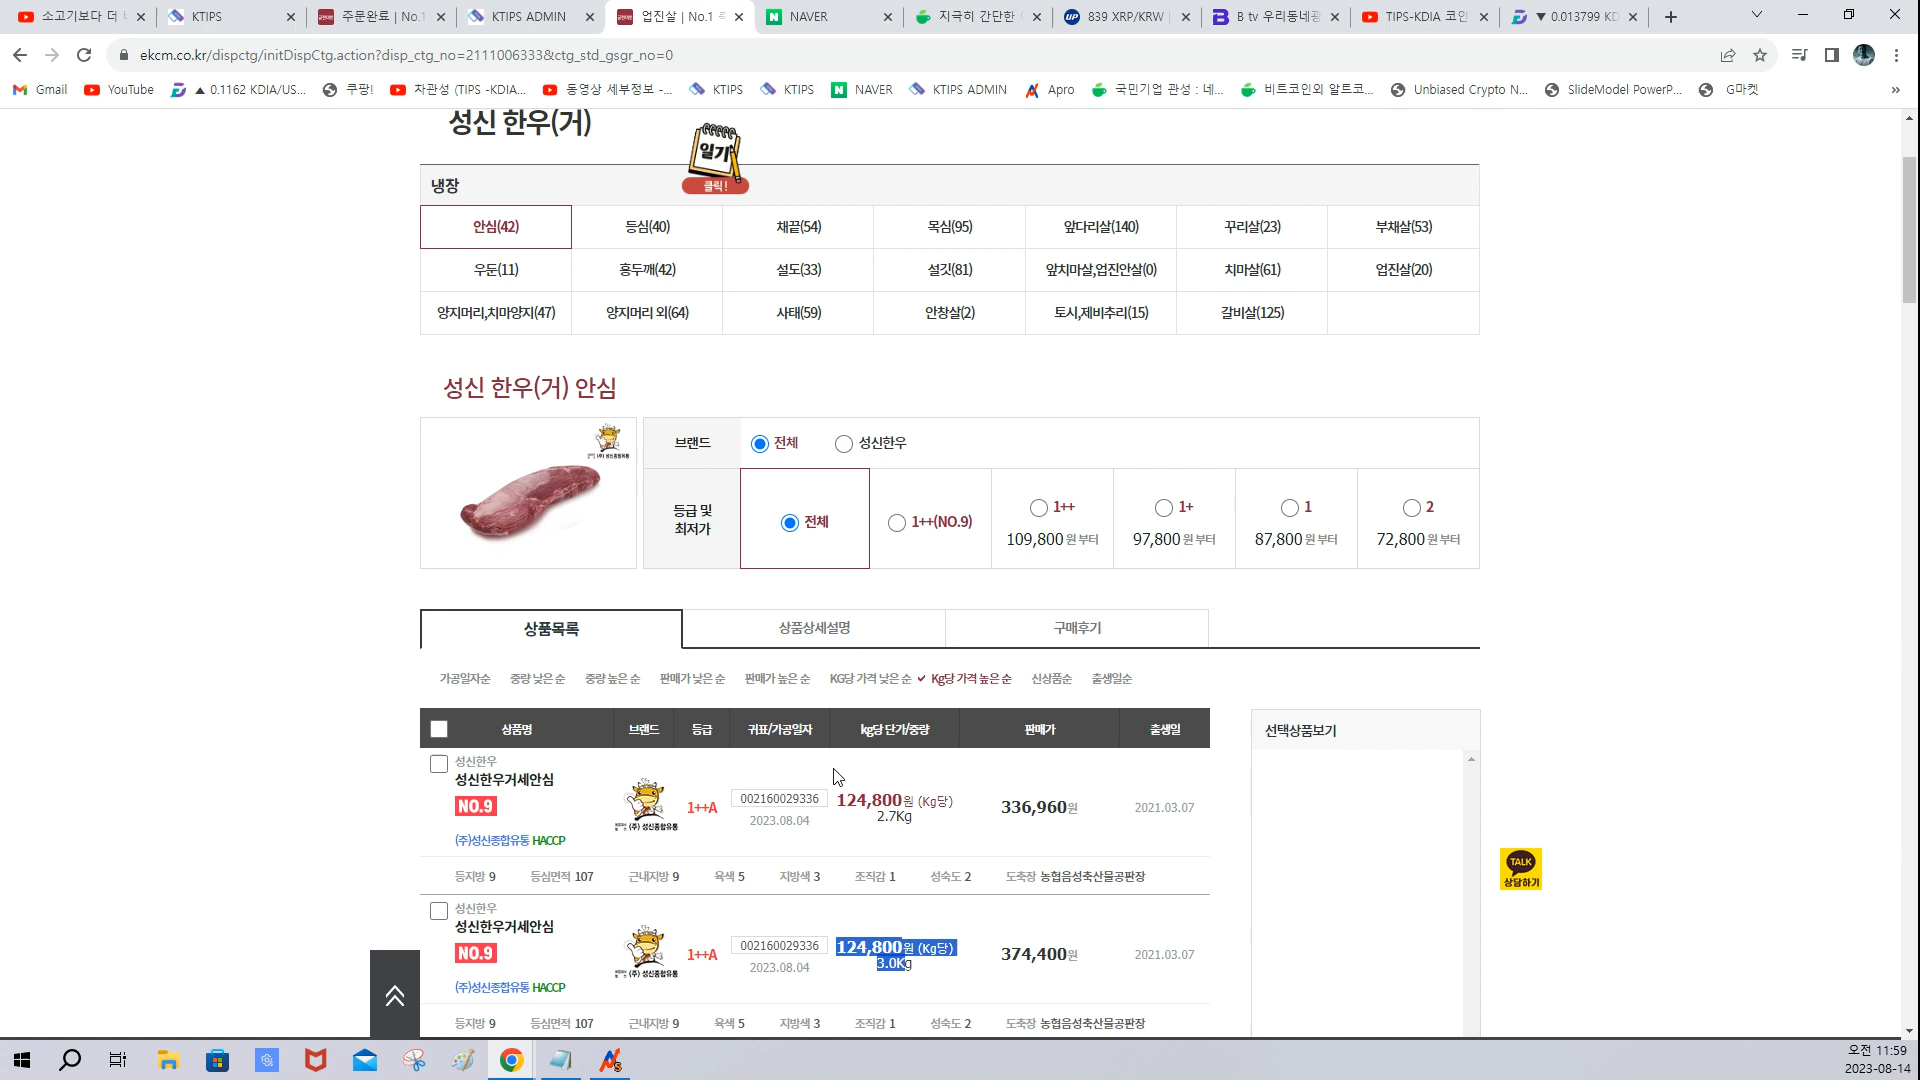 소고기보다 더
KTIPS
주문완료 | No.1
KTIPS ADMIN
업진살 | No.1
NAVER
지극히 간단한
839 XRP/KRW
B tv 우리동네
TIPS-KDIA 코인
▼ 0.013799 KD
ekcm.co.kr/dispctg/initDispCtg.action?disp_ctg_no=2111006333&ctg_std_gsgr_no=0
Gmail
YouTube
▲ 0.1162 KDIA/US...
쿠팡!
차관성 (TIPS -KDIA...
동영상 세부정보 -...
KTIPS
KTIPS
NAVER
KTIPS ADMIN
Apro
국민기업 관성 : 네...
비트코인외 알트코...
Unbiased Crypto N...
SlideModel PowerP...
G마켓
»
성신 한우(거)
일기
클릭!
냉장
안심(42)
등심(40)
채끝(54)
목심(95)
앞다리살(140)
꾸리살(23)
부채살(53)
우둔(11)
홍두깨(42)
설도(33)
설깃(81)
앞치마살,업진안살(0)
치마살(61)
업진살(20)
양지머리,치마양지(47)
양지머리 외(64)
사태(59)
안창살(2)
토시,제비추리(15)
갈비살(125)
성신 한우(거) 안심
(주) 성신종합유통
브랜드
전체
성신한우
등급 및
최저가
전체
1++(NO.9)
1++
109,800 원 부터
1+
97,800 원 부터
1
87,800 원 부터
2
72,800 원 부터
상품목록
상품상세설명
구매후기
가공일자순
중량 낮은 순
중량 높은 순
판매가 낮은 순
판매가 높은 순
KG당 가격 낮은 순
Kg당 가격 높은 순
신상품순
출생일순
상품명
브랜드
등급
귀표/가공일자
kg당 단가/중량
판매가
출생일
선택상품보기
성신한우
성신한우거세안심
NO.9
(주)성신종합유통 HACCP
(주) 성신종합유통
1++A
002160029336
2023.08.04
124,800원 (Kg당)
2.7Kg
336,960원
2021.03.07
등지방 9
등심면적 107
근내지방 9
육색 5
지방색 3
조직감 1
성숙도 2
도축장 농협음성축산물공판장
성신한우
성신한우거세안심
NO.9
(주)성신종합유통 HACCP
(주) 성신종합유통
1++A
002160029336
2023.08.04
124,800원 (Kg당)
3.0Kg
374,400원
2021.03.07
등지방 9
등심면적 107
근내지방 9
육색 5
지방색 3
조직감 1
성숙도 2
도축장 농협음성축산물공판장
TALK
상담하기
오전 11:59
2023-08-14